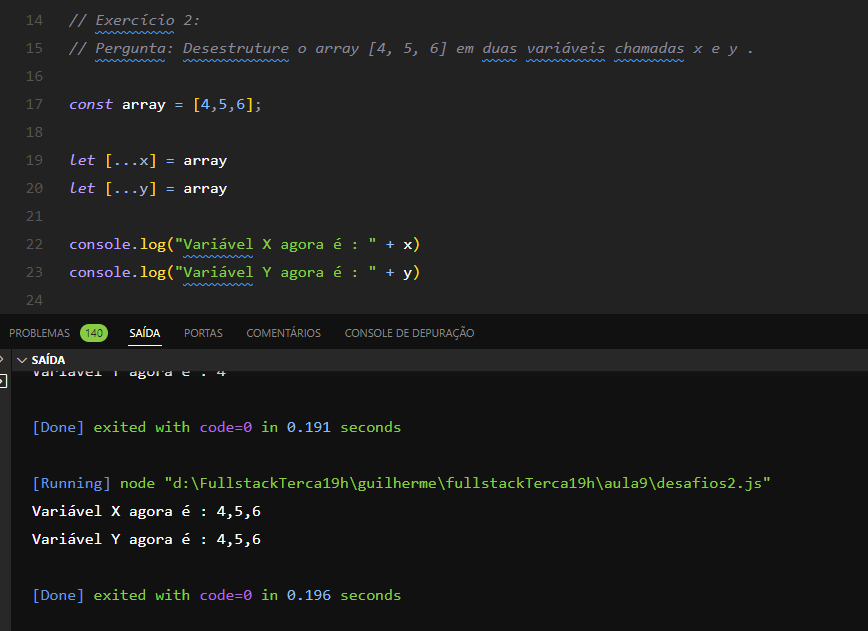 14 // Exercício 2:
15 // Pergunta: Desestruture o array [4, 5, 6] em duas variáveis chamadas x e y .
16
17 const array = [4,5,6];
18
19 let [...x] = array
20 let [...y] = array
21
22 console.log("Variável X agora é : " + x)
23 console.log("Variável Y agora é : " + y)
24
PROBLEMAS 140 SAÍDA PORTAS COMENTÁRIOS CONSOLE DE DEPURAÇÃO
SAÍDA
Variável Y agora é : 4
[Done] exited with code=0 in 0.191 seconds
[Running] node "d:\FullstackTerca19h\guilherme\fullstackTerca19h\aula9\desafios2.js"
Variável X agora é : 4,5,6
Variável Y agora é : 4,5,6
[Done] exited with code=0 in 0.196 seconds